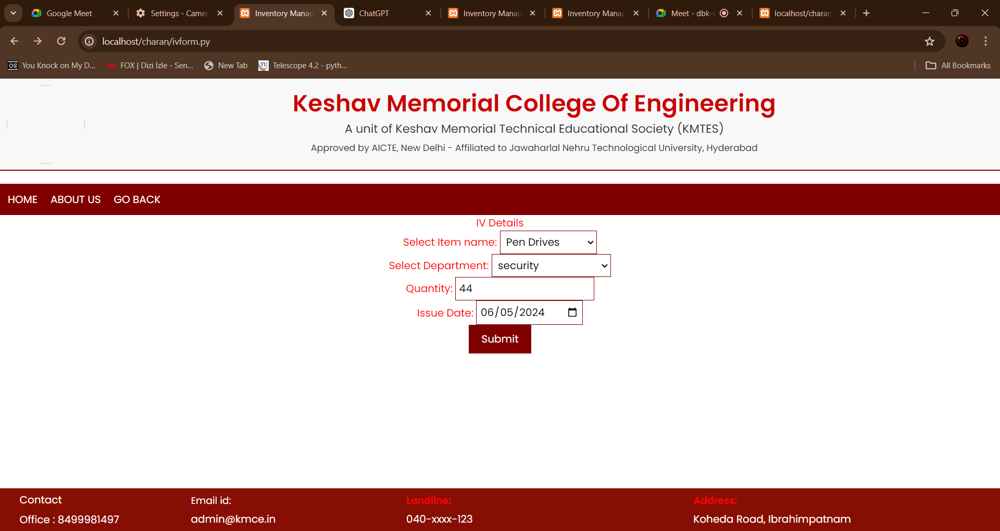 Google Meet
Settings - Camer
Inventory Manag
ChatGPT
Inventory Manag
Inventory Manag
Meet - dbk-
localhost/charan
localhost/charan/ivform.py
You Knock on My D...
FOX FOX | Dizi İzle - Sen...
New Tab
TU Telescope 4.2 - pyth...
All Bookmarks
Keshav Memorial College Of Engineering
A unit of Keshav Memorial Technical Educational Society (KMTES)
Approved by AICTE, New Delhi - Affiliated to Jawaharlal Nehru Technological University, Hyderabad
HOME ABOUT US GO BACK
IV Details
Select Item name: Pen Drives
Select Department: security
Quantity: 44
Issue Date: 06/05/2024
Submit
Contact
Office : 8499981497
Email id:
admin@kmce.in
Landline:
040-xxxx-123
Address:
Koheda Road, Ibrahimpatnam